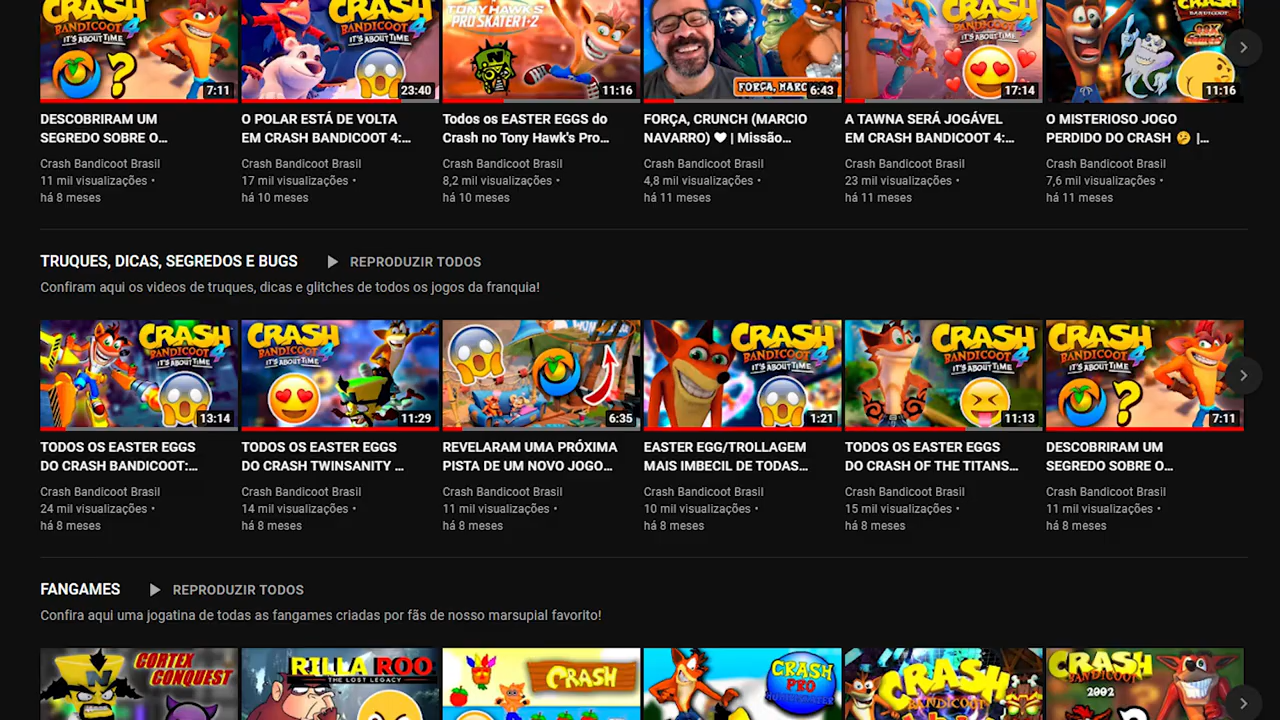 CRASH
BANDICOOT 4
IT'S ABOUT TIME
?
7:11
CRASH
BANDICOOT 4
IT'S ABOUT TIME
23:40
TONY HAWK'S
PRO SKATER 1+2
11:16
FORÇA, MARC
6:43
CRASH
BANDICOOT 4
IT'S ABOUT TIME
17:14
CRASH
BANDICOOT
11:16
DESCOBRIRAM UM
SEGREDO SOBRE O...
Crash Bandicoot Brasil
11 mil visualizações •
há 8 meses
O POLAR ESTÁ DE VOLTA
EM CRASH BANDICOOT 4:...
Crash Bandicoot Brasil
17 mil visualizações •
há 10 meses
Todos os EASTER EGGS do
Crash no Tony Hawk's Pro...
Crash Bandicoot Brasil
8,2 mil visualizações •
há 10 meses
FORÇA, CRUNCH (MARCIO
NAVARRO) ❤ | Missão...
Crash Bandicoot Brasil
4,8 mil visualizações •
há 11 meses
A TAWNA SERÁ JOGÁVEL
EM CRASH BANDICOOT 4:...
Crash Bandicoot Brasil
23 mil visualizações •
há 11 meses
O MISTERIOSO JOGO
PERDIDO DO CRASH 🤔 |...
Crash Bandicoot Brasil
7,6 mil visualizações •
há 11 meses
TRUQUES, DICAS, SEGREDOS E BUGS
REPRODUZIR TODOS
Confiram aqui os videos de truques, dicas e glitches de todos os jogos da franquia!
CRASH
BANDICOOT 4
IT'S ABOUT TIME
13:14
CRASH
BANDICOOT 4
IT'S ABOUT TIME
11:29
6:35
CRASH
BANDICOOT 4
IT'S ABOUT TIME
1:21
CRASH
BANDICOOT 4
IT'S ABOUT TIME
11:13
CRASH
BANDICOOT 4
IT'S ABOUT TIME
?
7:11
TODOS OS EASTER EGGS
DO CRASH BANDICOOT:...
Crash Bandicoot Brasil
24 mil visualizações •
há 8 meses
TODOS OS EASTER EGGS
DO CRASH TWINSANITY ...
Crash Bandicoot Brasil
14 mil visualizações •
há 8 meses
REVELARAM UMA PRÓXIMA
PISTA DE UM NOVO JOGO...
Crash Bandicoot Brasil
11 mil visualizações •
há 8 meses
EASTER EGG/TROLLAGEM
MAIS IMBECIL DE TODAS...
Crash Bandicoot Brasil
10 mil visualizações •
há 8 meses
TODOS OS EASTER EGGS
DO CRASH OF THE TITANS...
Crash Bandicoot Brasil
15 mil visualizações •
há 8 meses
DESCOBRIRAM UM
SEGREDO SOBRE O...
Crash Bandicoot Brasil
11 mil visualizações •
há 8 meses
FANGAMES
REPRODUZIR TODOS
Confira aqui uma jogatina de todas as fangames criadas por fãs de nosso marsupial favorito!
N
CORTEX
CONQUEST
RILLA ROO
THE LOST LEGACY
CRASH
CRASH
PRO
CRASH
BANDICOOT
CRASH
BANDICOOT
2002